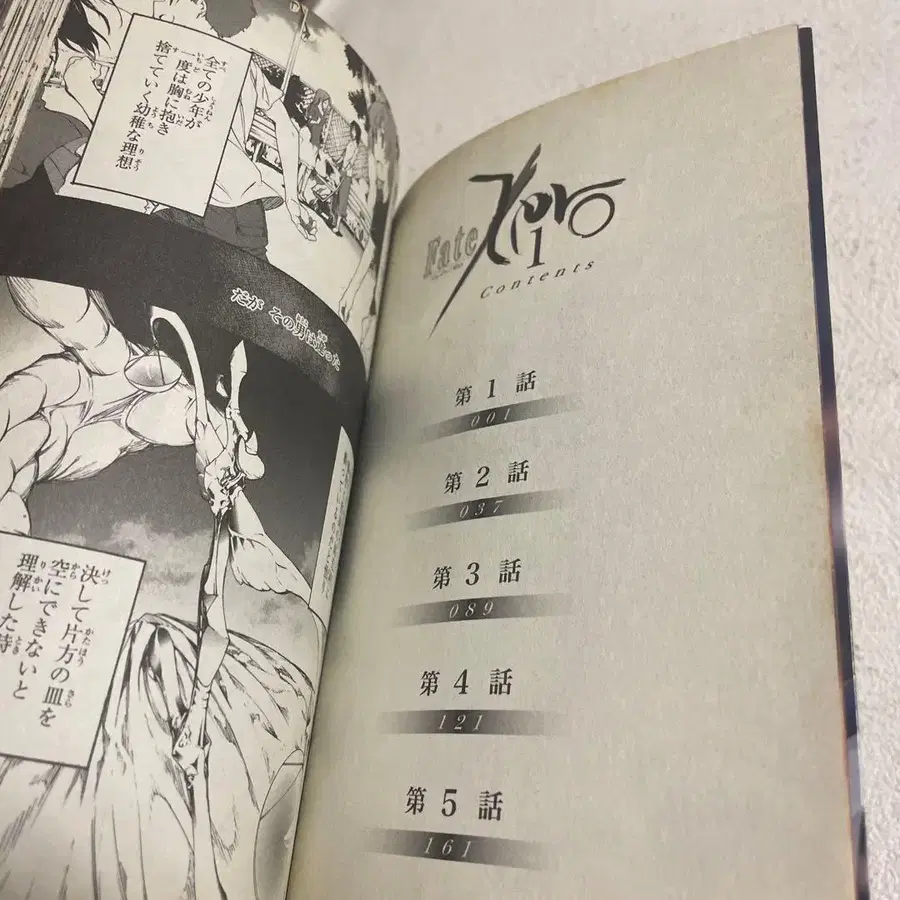 全ての少年が
一度は胸に抱き
捨てていく幼稚な理想
だが その男は違った
決して片方の皿を
空にできないと
理解した時
Fate
Zero
1
Contents
第1話
001
第2話
037
第3話
089
第4話
121
第5話
161